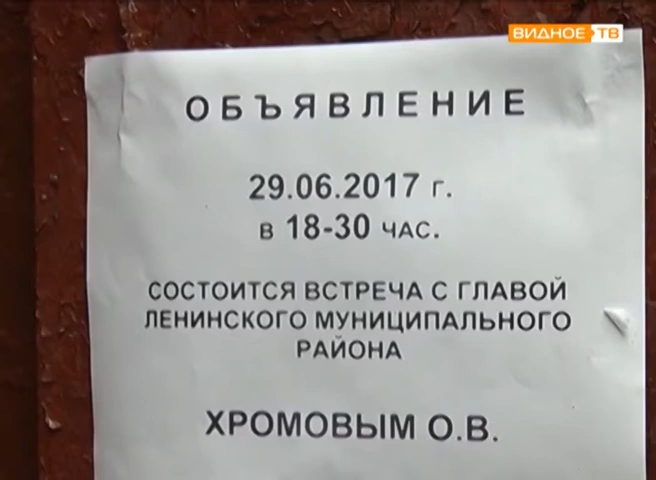 ВИДНОЕ ТВ
ОБЪЯВЛЕНИЕ
29.06.2017 г.
в 18-30 ЧАС.
СОСТОИТСЯ ВСТРЕЧА С ГЛАВОЙ
ЛЕНИНСКОГО МУНИЦИПАЛЬНОГО
РАЙОНА
ХРОМОВЫМ О.В.